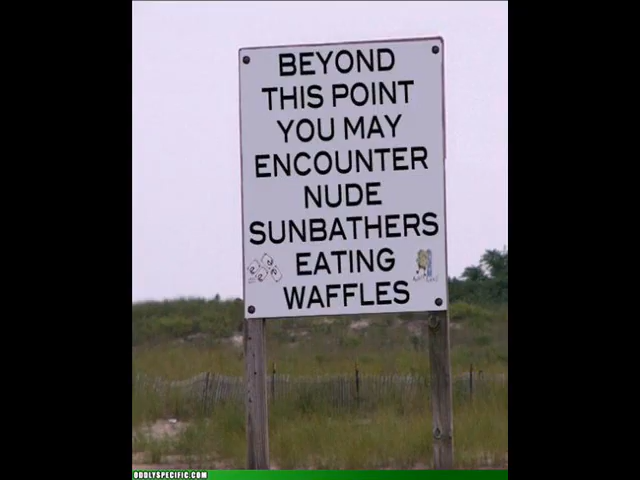 BEYOND
THIS POINT
YOU MAY
ENCOUNTER
NUDE
SUNBATHERS
EATING
WAFFLES
ODDLYSPECIFIC.COM